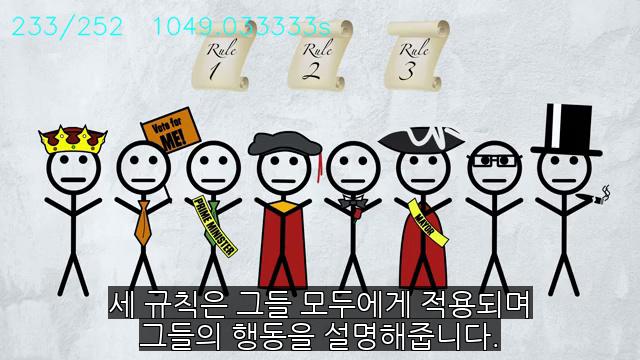 233/252 1049.033333s
Rule 1
Rule 2
Rule 3
Vote for
ME!
PRIME MINISTER
MAYOR
세 규칙은 그들 모두에게 적용되며
그들의 행동을 설명해줍니다.